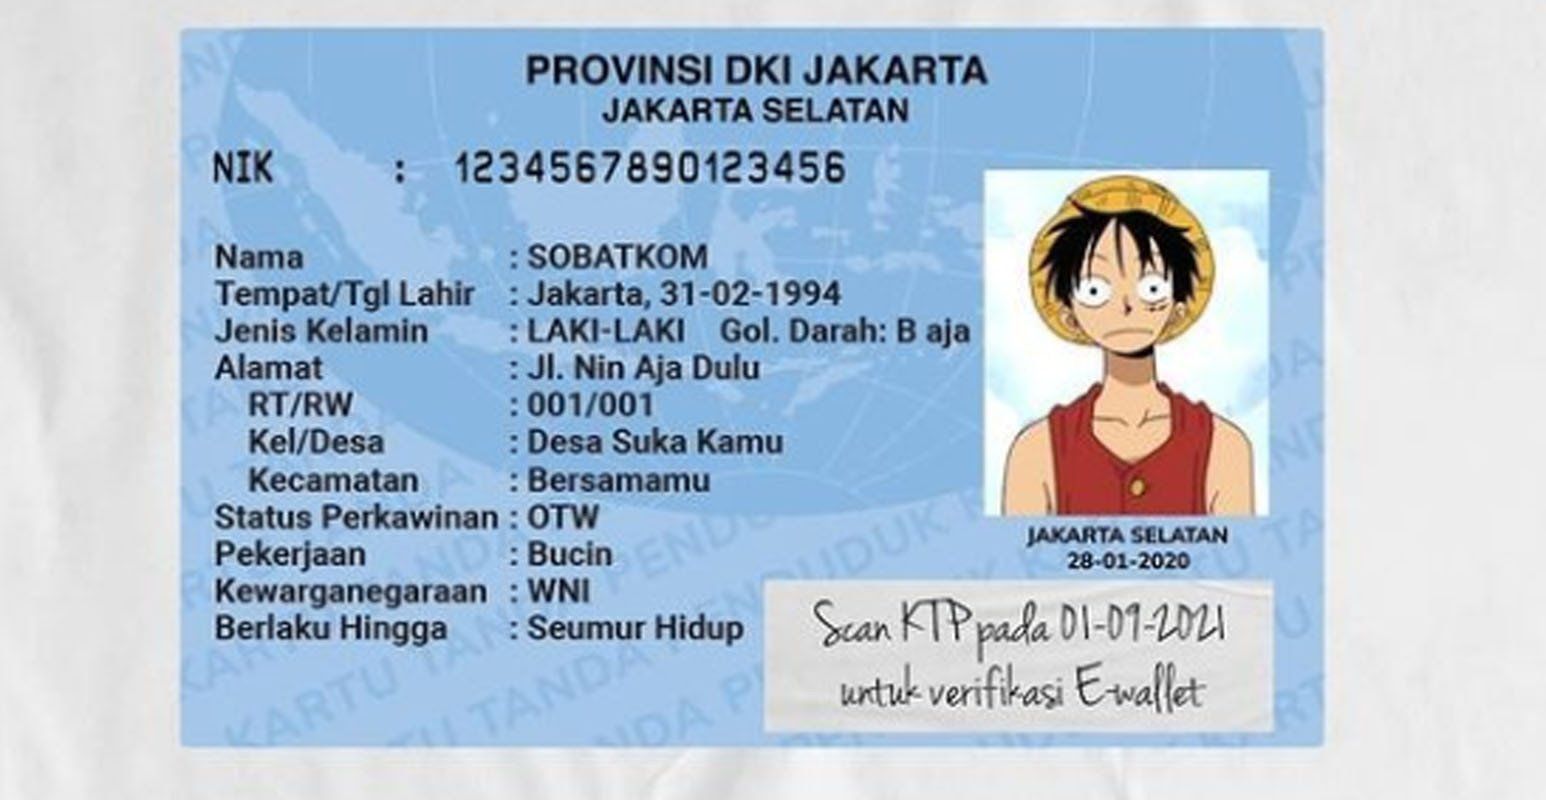 PROVINSI DKI JAKARTA
JAKARTA SELATAN
NIK : 1234567890123456
Nama : SOBATKOM
Tempat/Tgl Lahir : Jakarta, 31-02-1994
Jenis Kelamin : LAKI-LAKI Gol. Darah: B aja
Alamat : Jl. Nin Aja Dulu
RT/RW : 001/001
Kel/Desa : Desa Suka Kamu
Kecamatan : Bersamamu
Status Perkawinan : OTW
Pekerjaan : Bucin
Kewarganegaraan : WNI
Berlaku Hingga : Seumur Hidup
JAKARTA SELATAN
28-01-2020
Scan KTP pada 01-09-2021
untuk verifikasi E-wallet